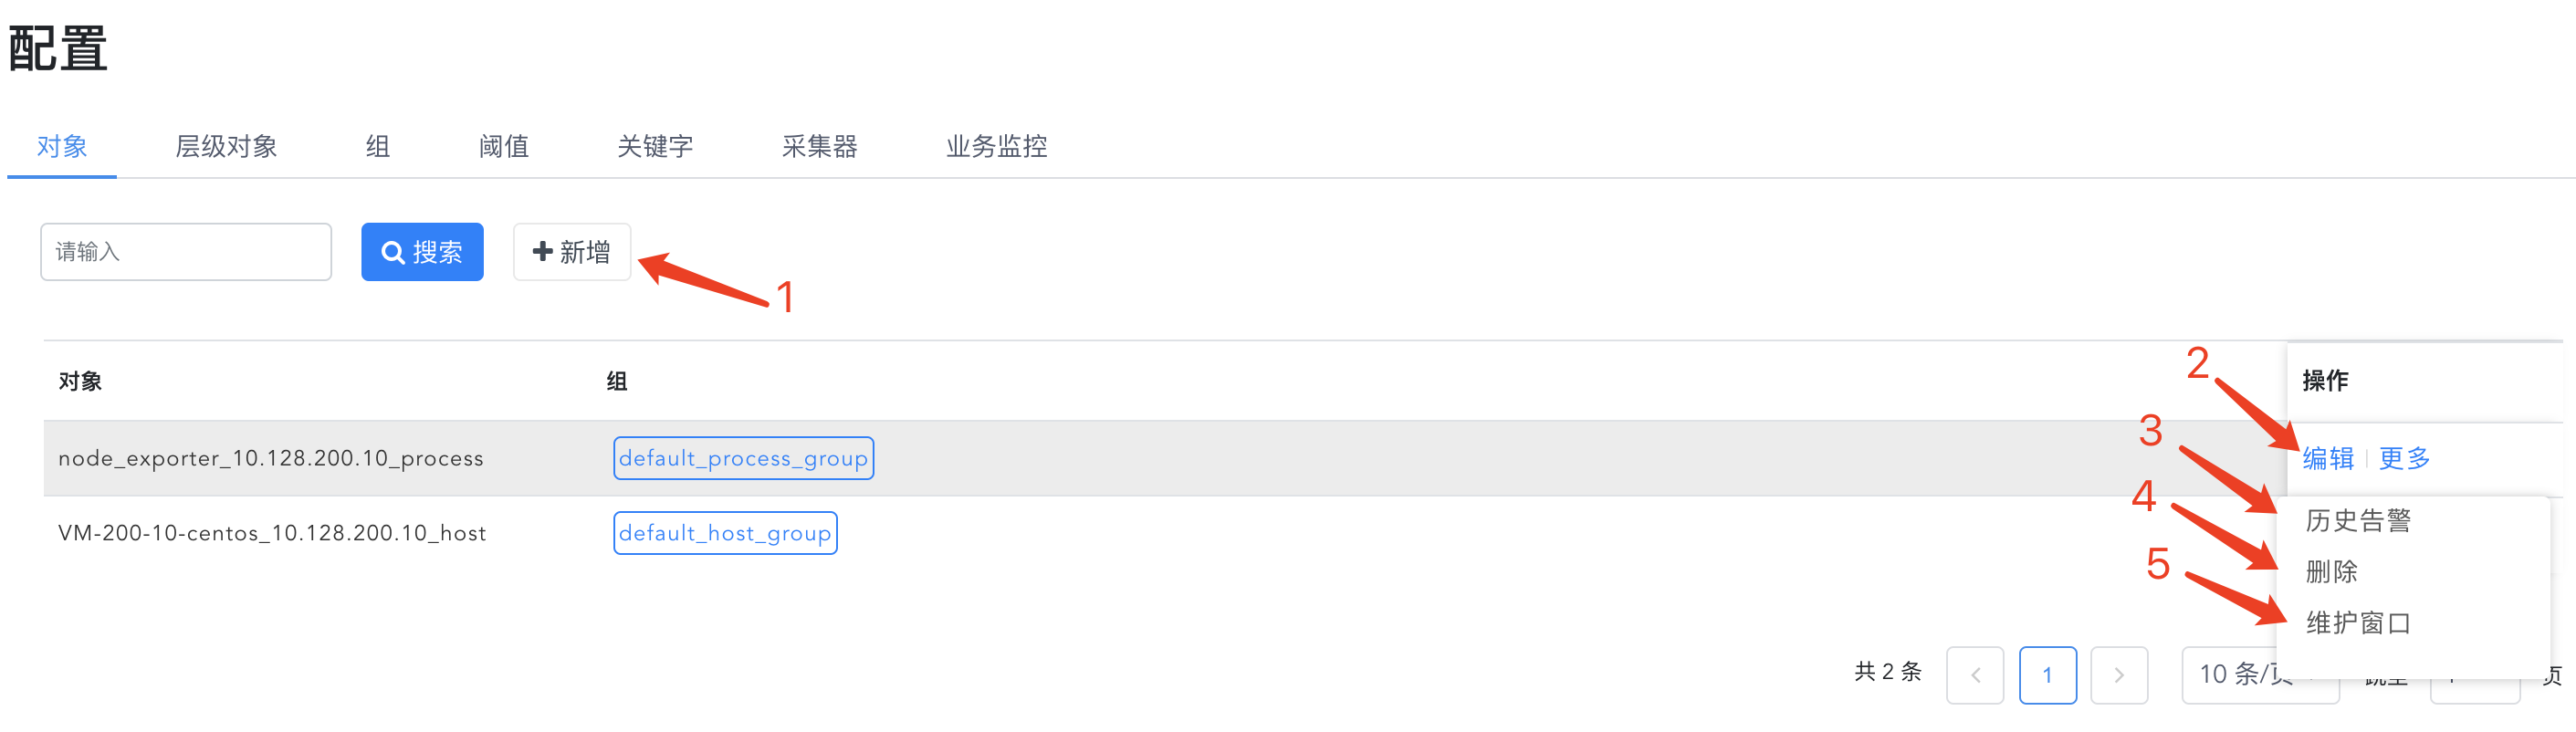 配置
对象 层级对象 组 阈值 关键字 采集器 业务监控
请输入 搜索 新增
1
对象 组 操作
2
node_exporter_10.128.200.10_process default_process_group 编辑 更多
3
VM-200-10-centos_10.128.200.10_host default_host_group
4
历史告警
删除
5
维护窗口
共 2 条 1 10 条/页 页